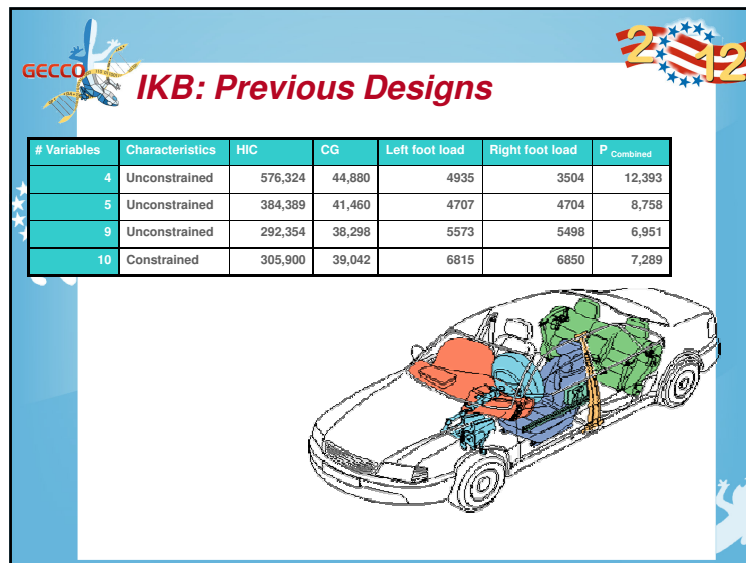 GECCO
2012
IKB: Previous Designs
# Variables Characteristics HIC CG Left foot load Right foot load P Combined
4 Unconstrained 576,324 44,880 4935 3504 12,393
5 Unconstrained 384,389 41,460 4707 4704 8,758
9 Unconstrained 292,354 38,298 5573 5498 6,951
10 Constrained 305,900 39,042 6815 6850 7,289